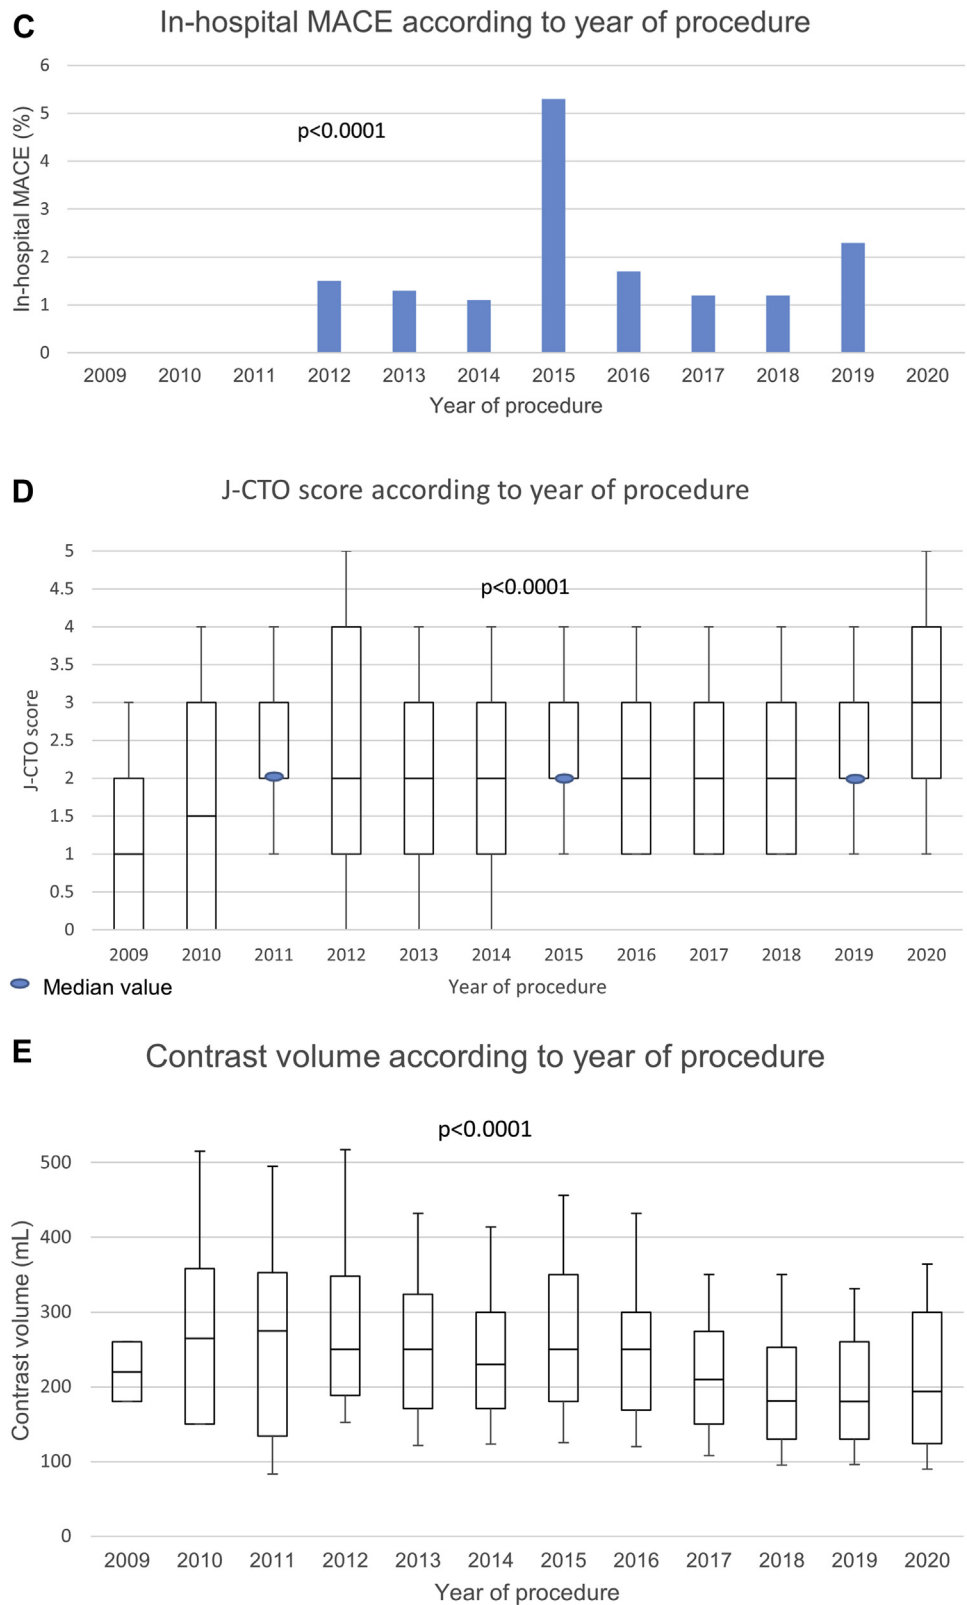 C
In-hospital MACE according to year of procedure
In-hospital MACE (%)
6
5
4
3
2
1
0
p<0.0001
2009 2010 2011 2012 2013 2014 2015 2016 2017 2018 2019 2020
Year of procedure
D
J-CTO score according to year of procedure
J-CTO score
5
4.5
4
3.5
3
2.5
2
1.5
1
0.5
0
p<0.0001
2009 2010 2011 2012 2013 2014 2015 2016 2017 2018 2019 2020
Median value
Year of procedure
E
Contrast volume according to year of procedure
p<0.0001
Contrast volume (mL)
500
400
300
200
100
0
2009 2010 2011 2012 2013 2014 2015 2016 2017 2018 2019 2020
Year of procedure